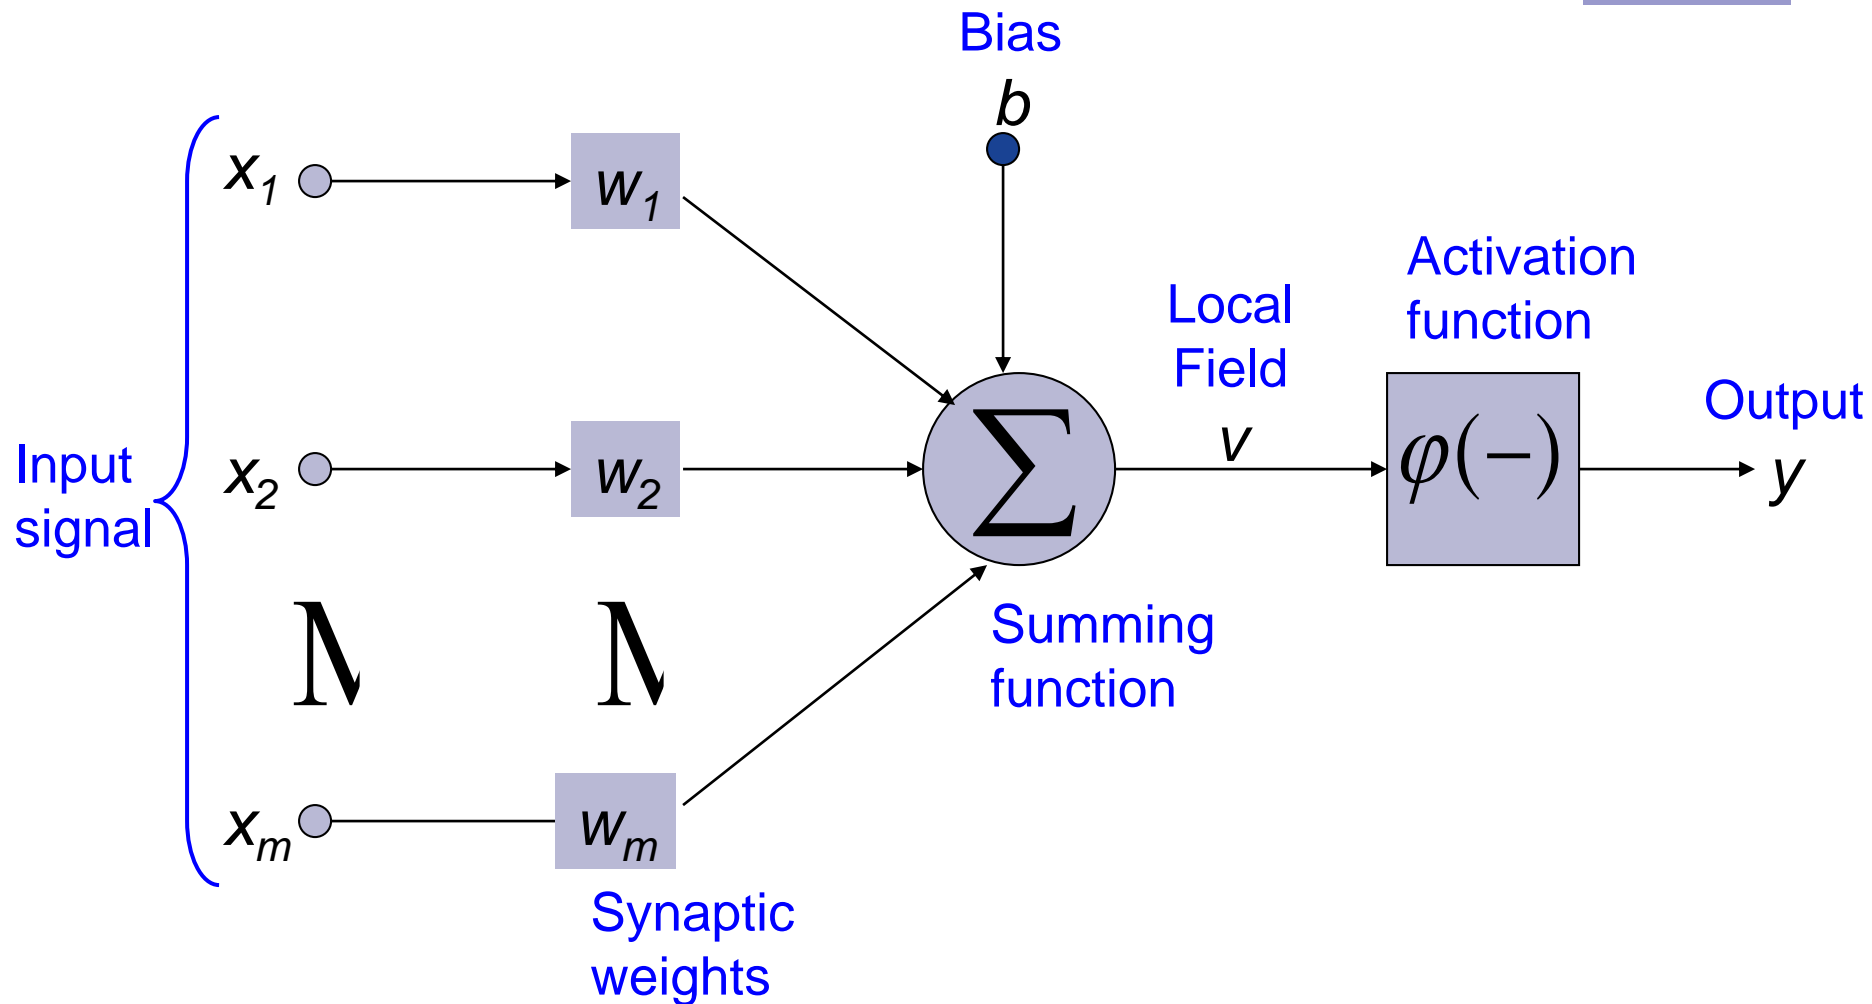 Bias
b
x1
w1
Activation
function
Local
Field
Output
Input
signal
x2
w2
∑
v
φ(−)
y
M
M
Summing
function
xm
wm
Synaptic
weights